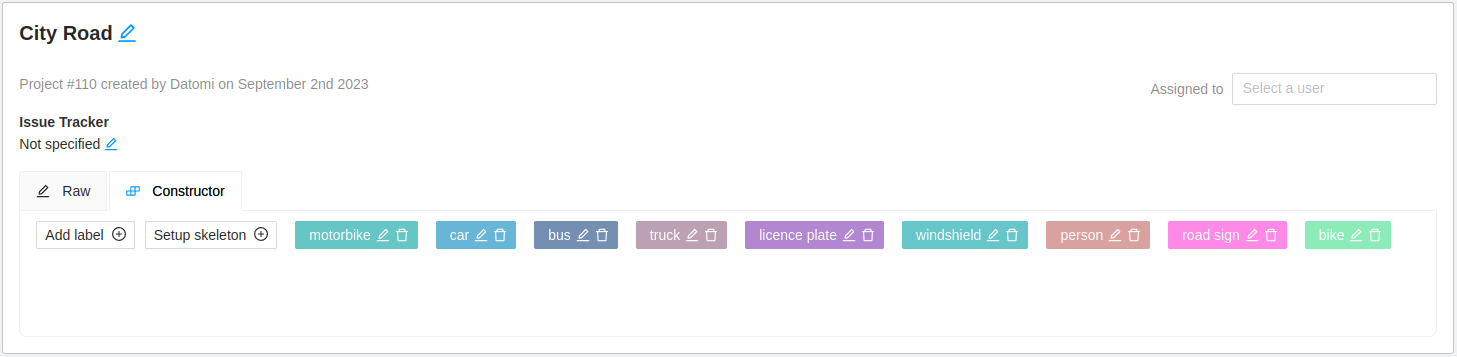 City Road
Project #110 created by Datomi on September 2nd 2023
Assigned to Select a user
Issue Tracker
Not specified
Raw Constructor
Add label Setup skeleton motorbike car bus truck licence plate windshield person road sign bike